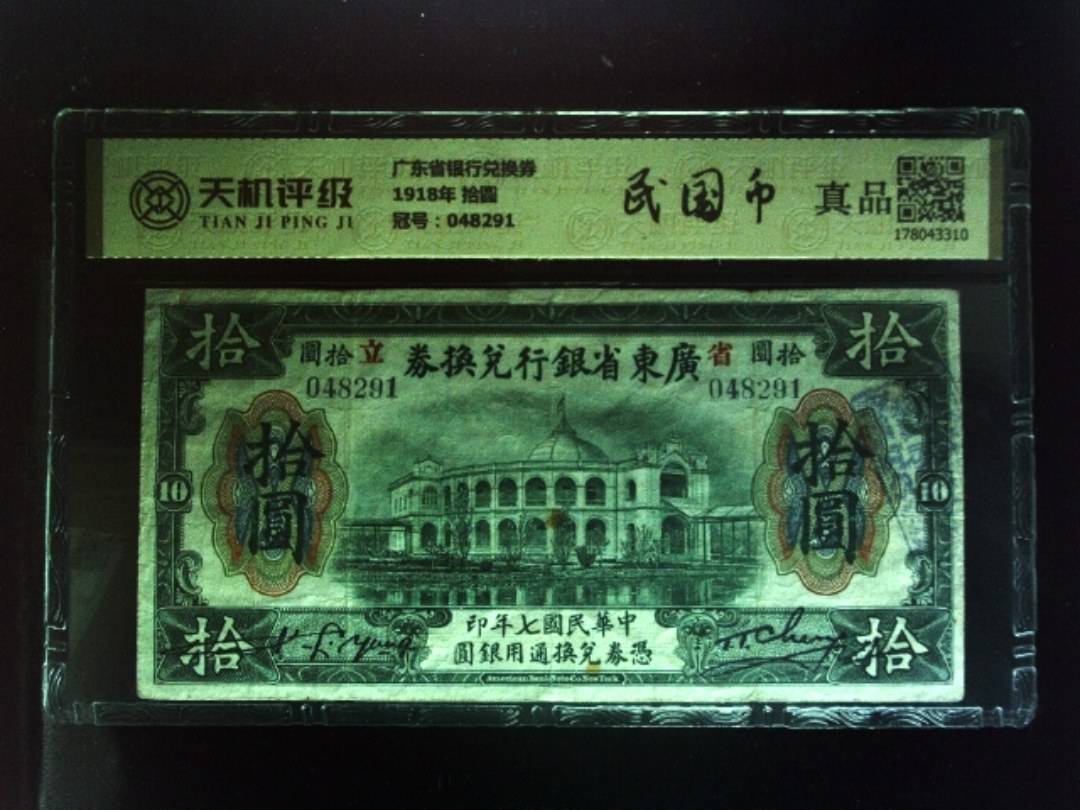 天机评级
TIAN JI PING JI
广东省银行兑换券
1918年 拾圆
冠号：048291
民国币
真品
178043310
拾
拾
圓拾
立
券換兌行銀省東廣
省
圓拾
048291
048291
拾圓
拾圓
10
10
印年七國民華中
圓銀用通換兌券憑
拾
拾
American Bank Note Co. New York